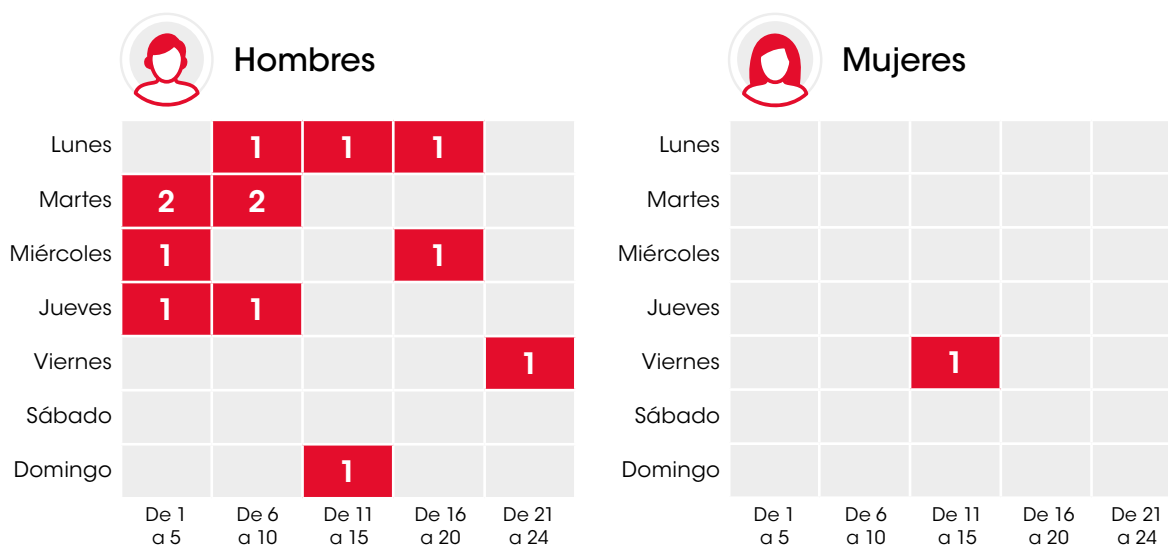 Hombres
Lunes 1 1 1
Martes 2 2
Miércoles 1 1
Jueves 1 1
Viernes 1
Sábado
Domingo 1
De 1 De 6 De 11 De 16 De 21
a 5 a 10 a 15 a 20 a 24
Mujeres
Lunes
Martes
Miércoles
Jueves
Viernes 1
Sábado
Domingo
De 1 De 6 De 11 De 16 De 21
a 5 a 10 a 15 a 20 a 24